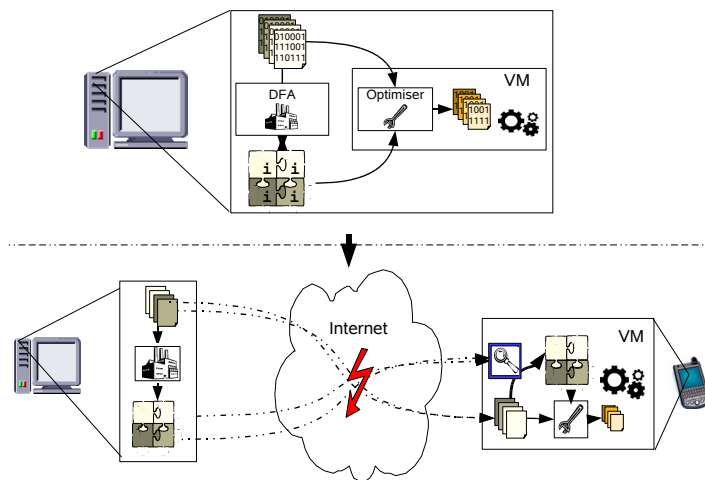 010001
111001
110111
VM
DFA
Optimiser
1001
1111
i i
i i
Internet
VM